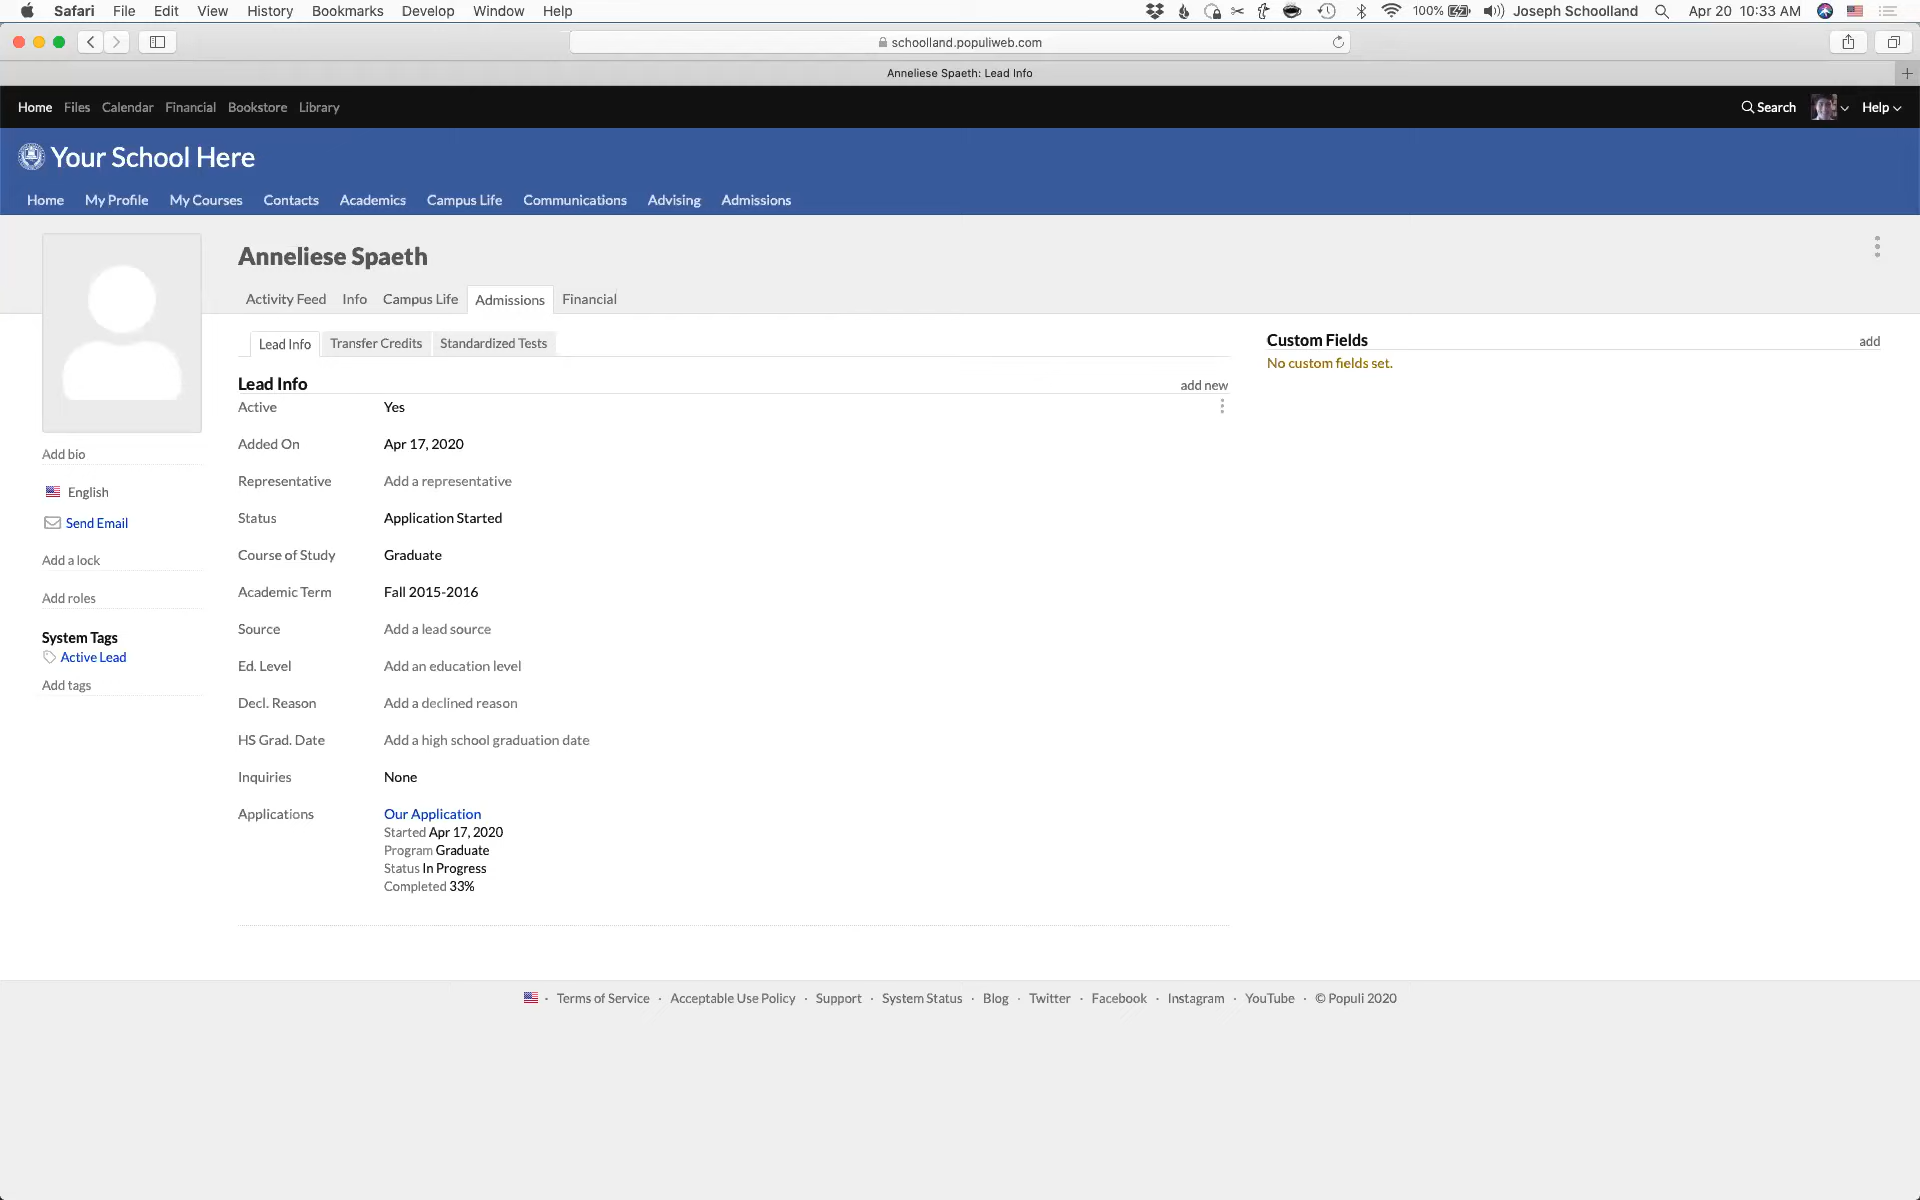 Safari File Edit View History Bookmarks Develop Window Help 100% Joseph Schoolland Apr 20 10:33 AM
schoolland.populiweb.com
Anneliese Spaeth: Lead Info
Home Files Calendar Financial Bookstore Library Search Help
Your School Here
Home My Profile My Courses Contacts Academics Campus Life Communications Advising Admissions
Anneliese Spaeth
Activity Feed Info Campus Life Admissions Financial
Lead Info Transfer Credits Standardized Tests
Custom Fields add
No custom fields set.
Lead Info add new
Active Yes
Added On Apr 17, 2020
Representative Add a representative
Status Application Started
Course of Study Graduate
Academic Term Fall 2015-2016
Source Add a lead source
Ed. Level Add an education level
Decl. Reason Add a declined reason
HS Grad. Date Add a high school graduation date
Inquiries None
Applications Our Application
Started Apr 17, 2020
Program Graduate
Status In Progress
Completed 33%
Add bio
English
Send Email
Add a lock
Add roles
System Tags
Active Lead
Add tags
· Terms of Service · Acceptable Use Policy · Support · System Status · Blog · Twitter · Facebook · Instagram · YouTube · © Populi 2020